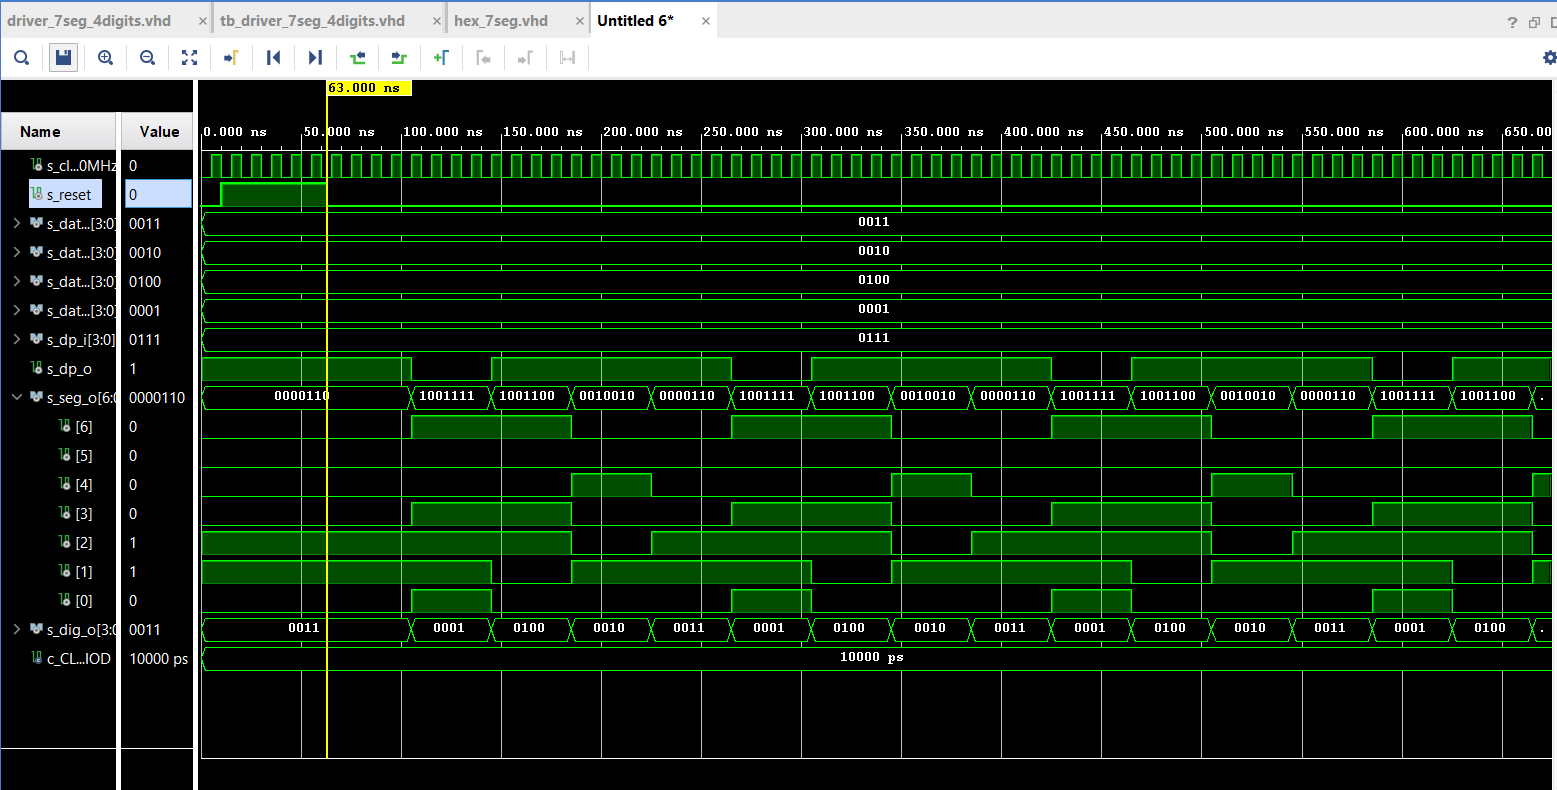 driver_7seg_4digits.vhd × tb_driver_7seg_4digits.vhd × hex_7seg.vhd × Untitled 6* ×
?
63.000 ns
Name Value
0.000 ns 50.000 ns 100.000 ns 150.000 ns 200.000 ns 250.000 ns 300.000 ns 350.000 ns 400.000 ns 450.000 ns 500.000 ns 550.000 ns 600.000 ns 650.00
s_cl...0MHz 0
s_reset 0
s_dat...[3:0] 0011 0011
s_dat...[3:0] 0010 0010
s_dat...[3:0] 0100 0100
s_dat...[3:0] 0001 0001
s_dp_i[3:0] 0111 0111
s_dp_o 1
s_seg_o[6:0 0000110 0000110 1001111 1001100 0010010 0000110 1001111 1001100 0010010 0000110 1001111 1001100 0010010 0000110 1001111 1001100 .
[6] 0
[5] 0
[4] 0
[3] 0
[2] 1
[1] 1
[0] 0
s_dig_o[3:0 0011 0011 0001 0100 0010 0011 0001 0100 0010 0011 0001 0100 0010 0011 0001 0100 .
c_CL...IOD 10000 ps 10000 ps